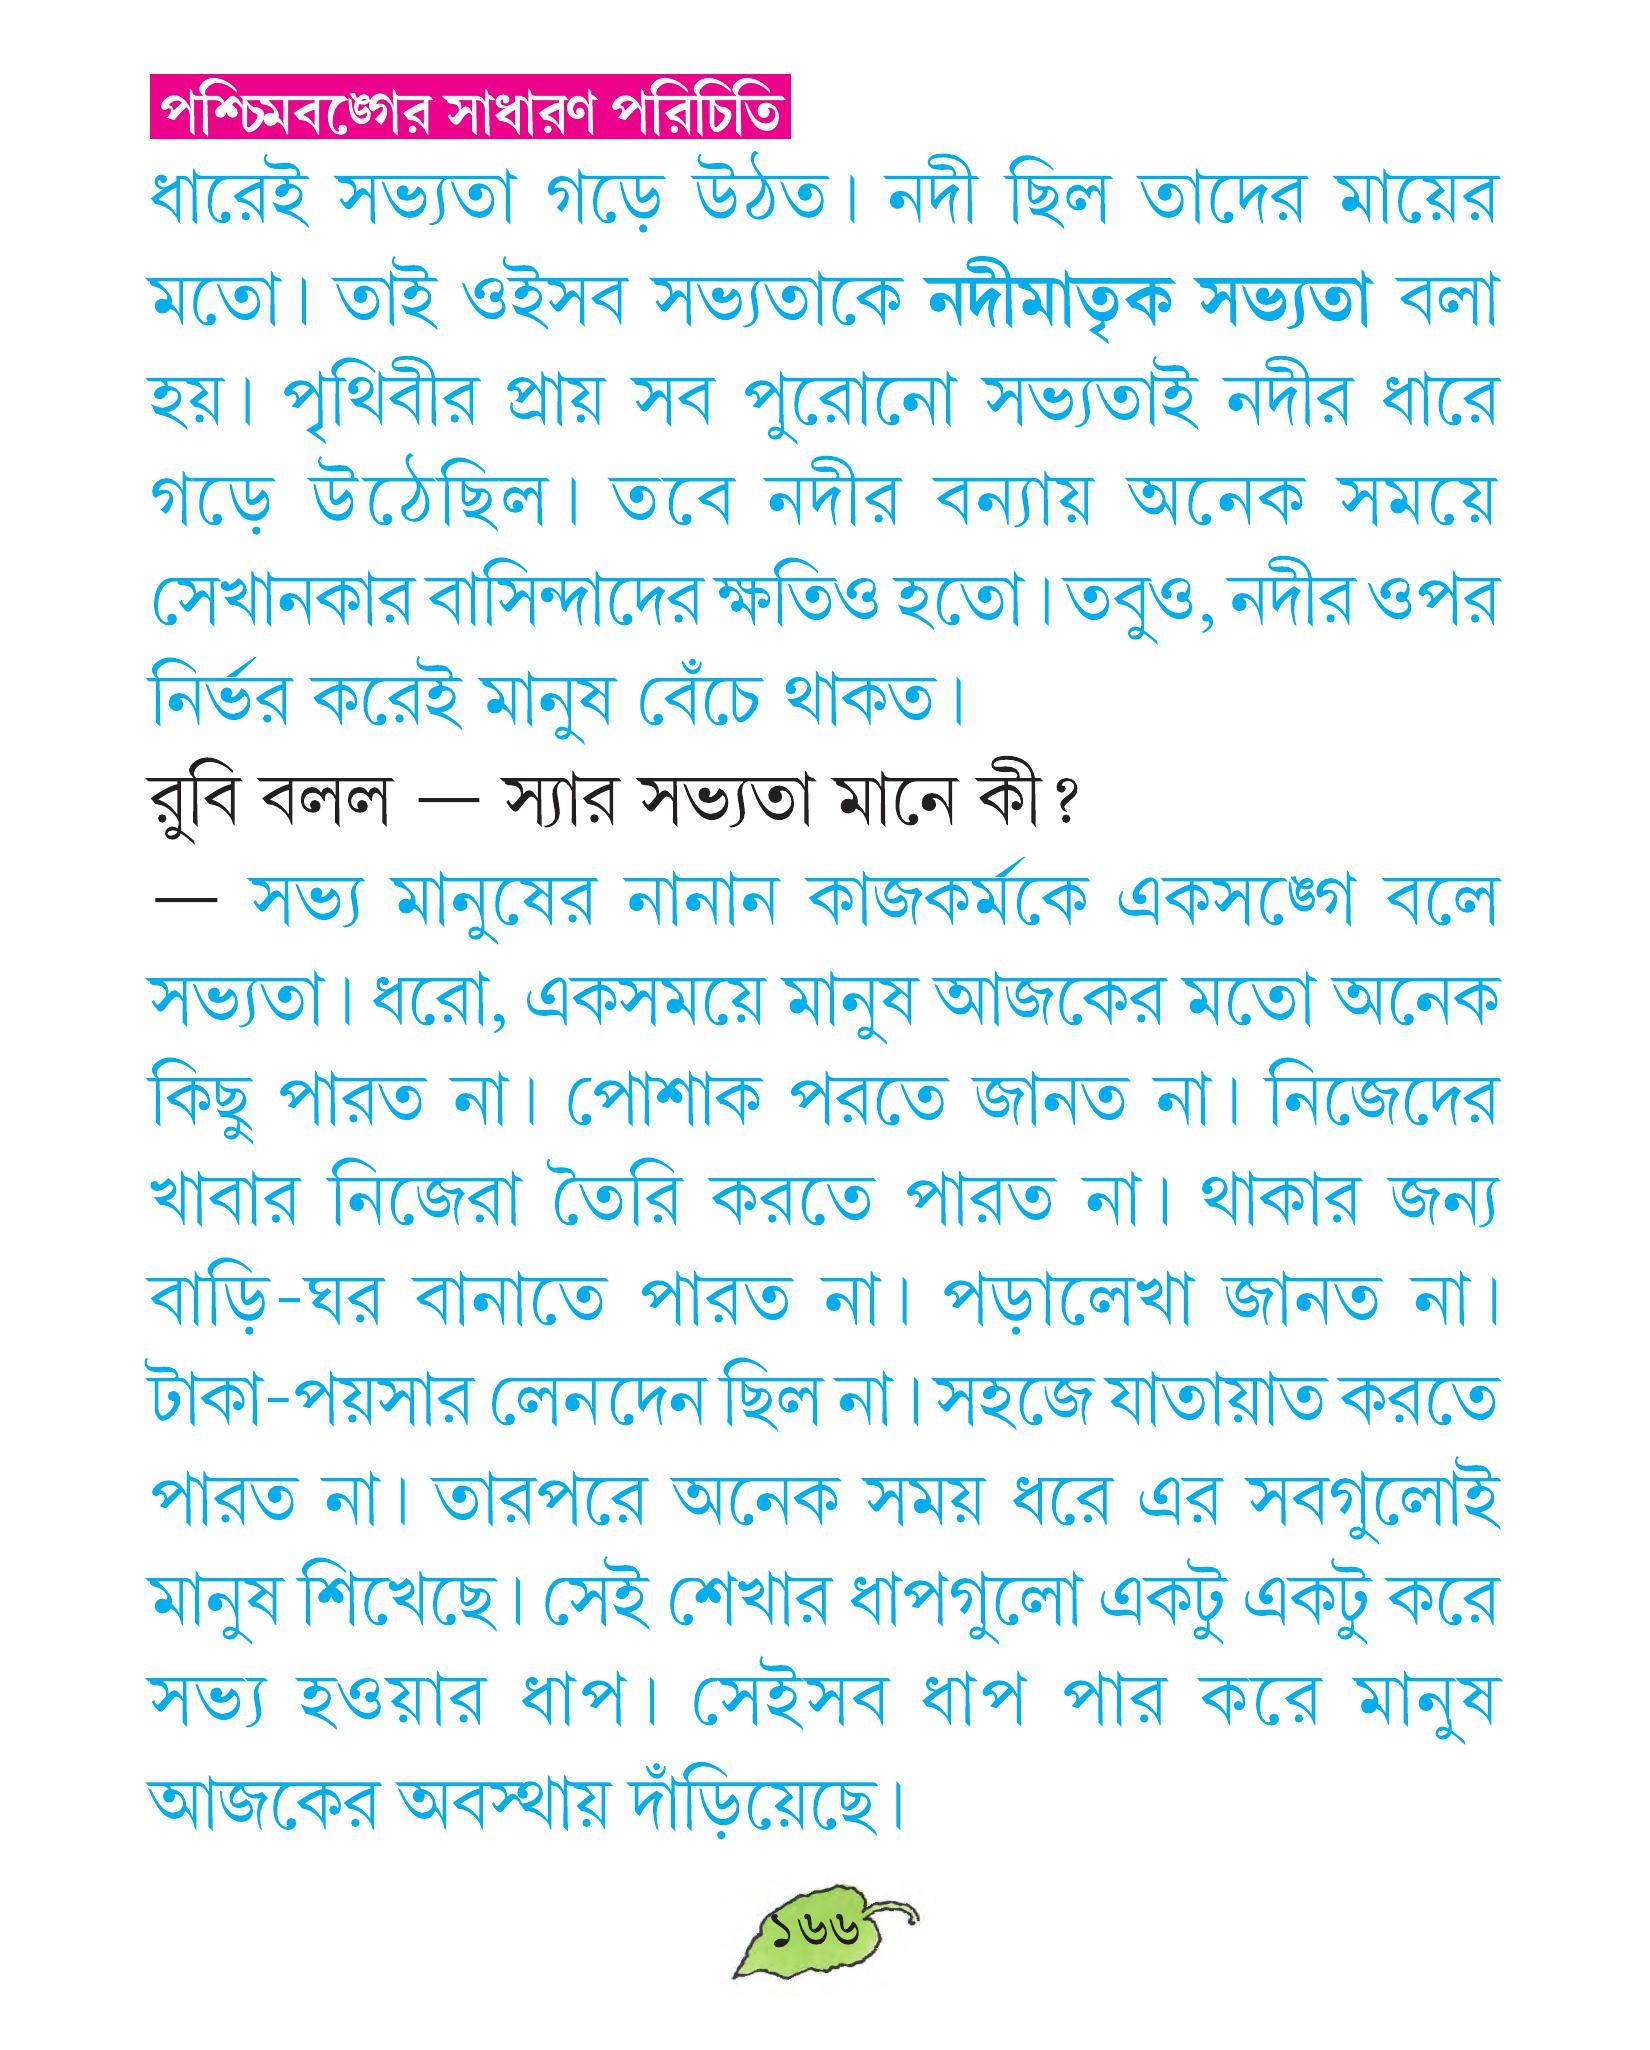 পশ্চিমবঙ্গের সাধারণ পরিচিতি
ধারেই সভ্যতা গড়ে উঠত। নদী ছিল তাদের মায়ের
মতো। তাই ওইসব সভ্যতাকে নদীমাতৃক সভ্যতা বলা
হয়। পৃথিবীর প্রায় সব পুরোনো সভ্যতাই নদীর ধারে
গড়ে উঠেছিল। তবে নদীর বন্যায় অনেক সময়ে
সেখানকার বাসিন্দাদের ক্ষতিও হতো। তবুও, নদীর ওপর
নির্ভর করেই মানুষ বেঁচে থাকত।
রুবি বলল — স্যার সভ্যতা মানে কী?
— সভ্য মানুষের নানান কাজকর্মকে একসঙ্গে বলে
সভ্যতা। ধরো, একসময়ে মানুষ আজকের মতো অনেক
কিছু পারত না। পোশাক পরতে জানত না। নিজেদের
খাবার নিজেরা তৈরি করতে পারত না। থাকার জন্য
বাড়ি-ঘর বানাতে পারত না। পড়ালেখা জানত না।
টাকা-পয়সার লেনদেন ছিল না। সহজে যাতায়াত করতে
পারত না। তারপরে অনেক সময় ধরে এর সবগুলোই
মানুষ শিখেছে। সেই শেখার ধাপগুলো একটু একটু করে
সভ্য হওয়ার ধাপ। সেইসব ধাপ পার করে মানুষ
আজকের অবস্থায় দাঁড়িয়েছে।
১৬৬